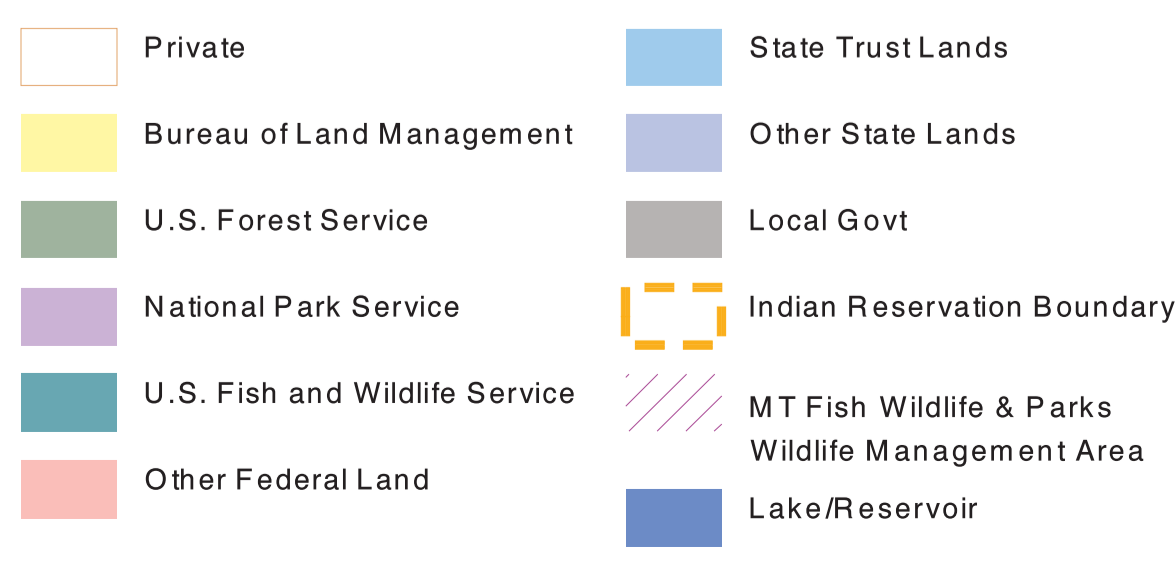 Private
Bureau of Land Management
U.S. Forest Service
National Park Service
U.S. Fish and Wildlife Service
Other Federal Land
State Trust Lands
Other State Lands
Local Govt
Indian Reservation Boundary
MT Fish Wildlife & Parks
Wildlife Management Area
Lake/Reservoir